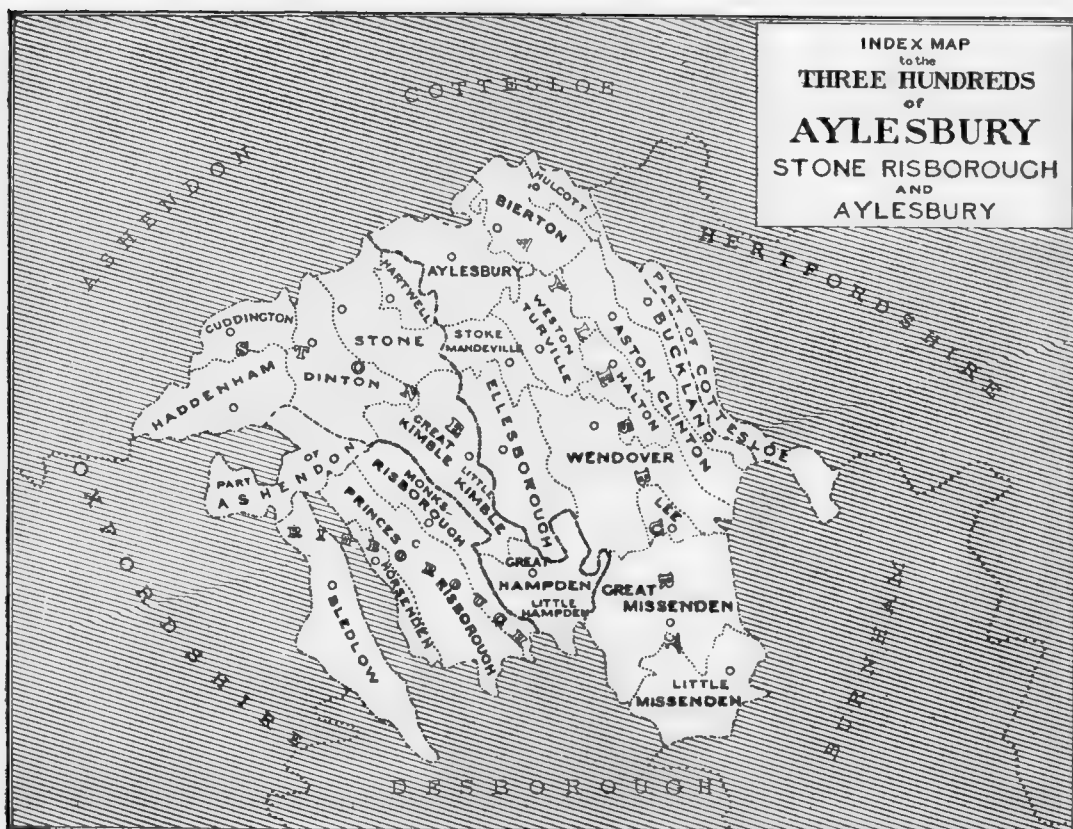 INDEX MAP
to the
THREE HUNDREDS
of
AYLESBURY
STONE RISBOROUGH
AND
AYLESBURY
COTTESLOE
ASHENDON
HERTFORDSHIRE
HULCOTT
BIERTON
AYLESBURY
HARTWELL
CUDDINGTON
STONE
STONE
DINTON
HADDENHAM
STOKE
MANDEVILLE
WESTON
TURVILLE
ASTON CLINTON
BUCKLAND
PART OF COTTESLOE
HALTON
ELLESBOROUGH
GREAT
KIMBLE
LITTLE
KIMBLE
MONKS
RISBOROUGH
PRINCES
RISBOROUGH
PART
OF
ASHENDON
HORSENDEN
BLEDLOW
WENDOVER
LEE
GREAT
HAMPDEN
LITTLE
HAMPDEN
GREAT
MISSENDEN
LITTLE
MISSENDEN
OXFORDSHIRE
DESBOROUGH